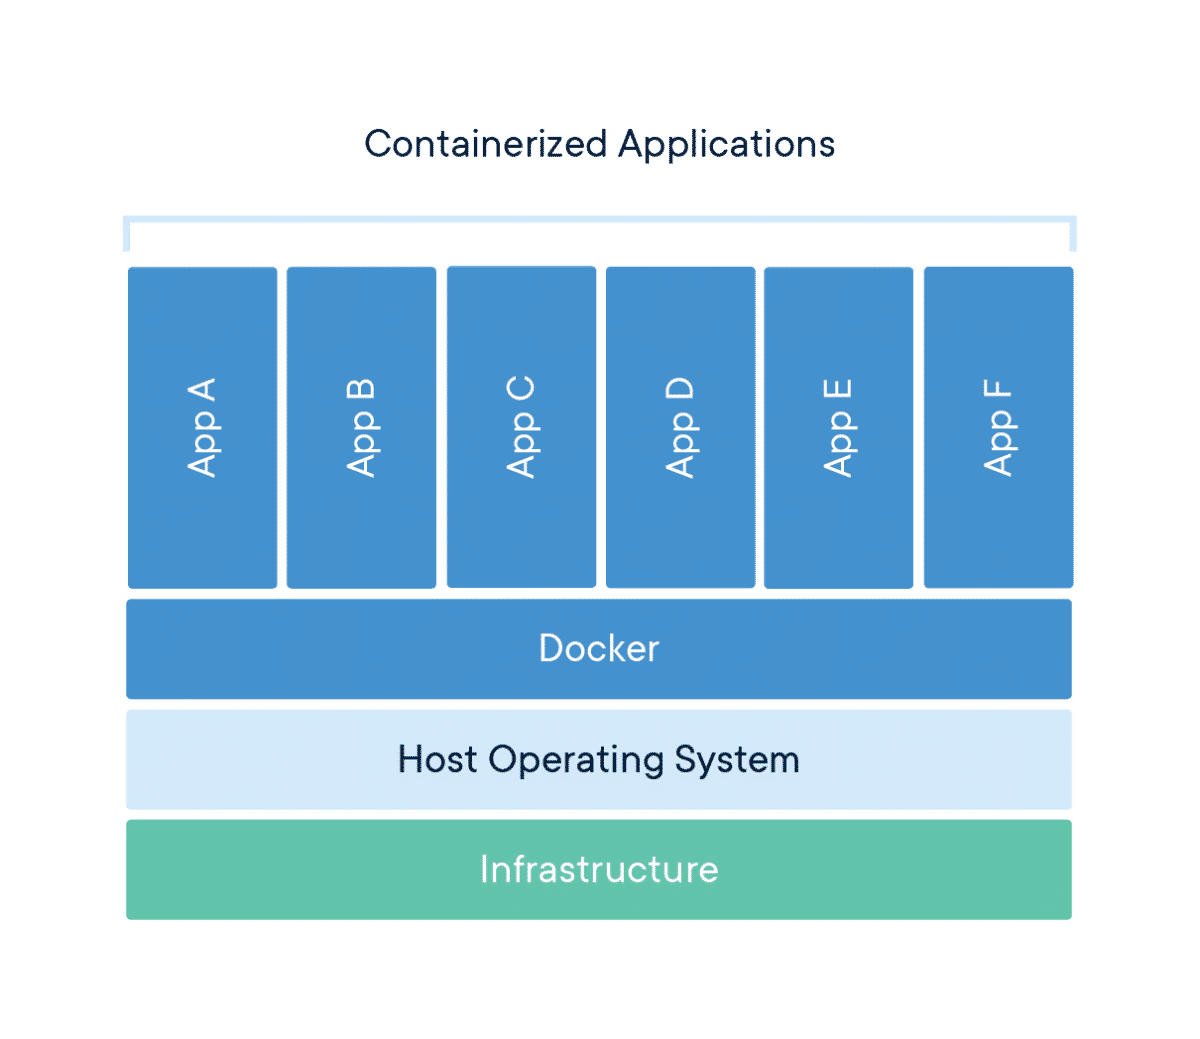 Containerized Applications
App A
App B
App C
App D
App E
App F
Docker
Host Operating System
Infrastructure